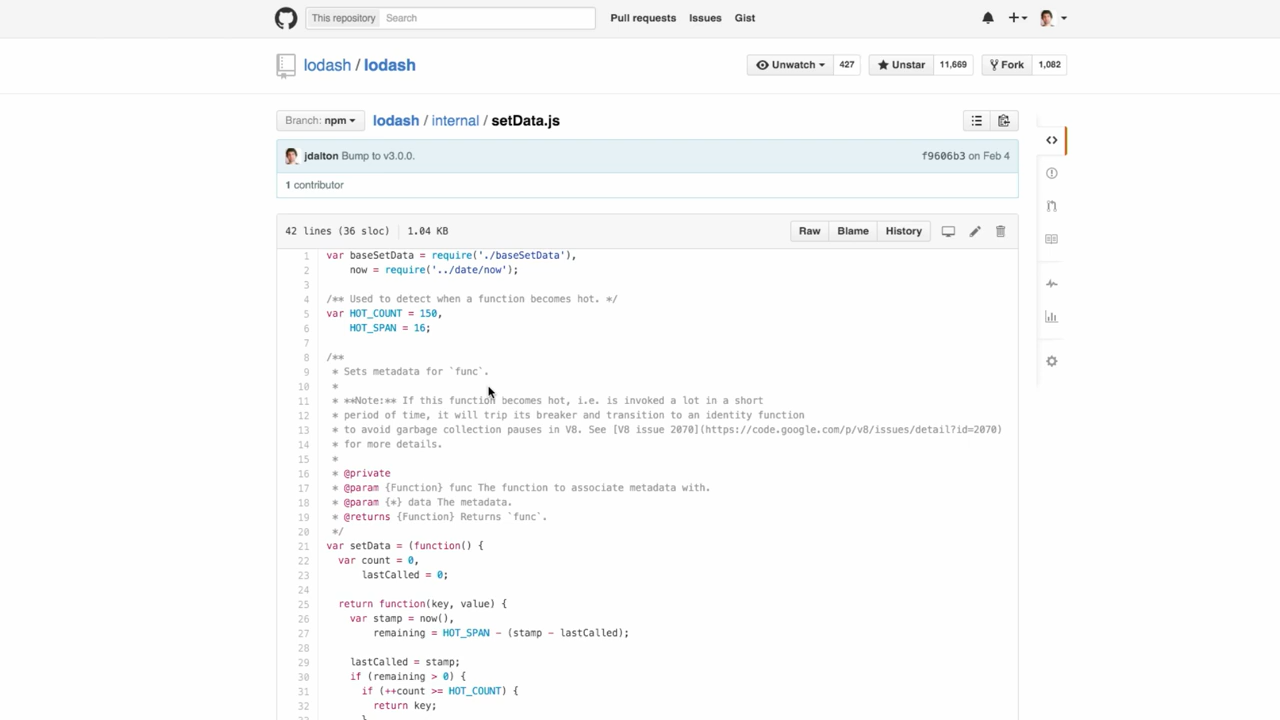 This repository Search Pull requests Issues Gist
lodash / lodash Unwatch 427 Unstar 11,669 Fork 1,082
Branch: npm lodash / internal / setData.js
jdalton Bump to v3.0.0. f9606b3 on Feb 4
1 contributor
42 lines (36 sloc) 1.04 KB Raw Blame History
1 var baseSetData = require('./baseSetData'),
2 now = require('../date/now');
3
4 /** Used to detect when a function becomes hot. */
5 var HOT_COUNT = 150,
6 HOT_SPAN = 16;
7
8 /**
9 * Sets metadata for `func`.
10 *
11 * **Note:** If this function becomes hot, i.e. is invoked a lot in a short
12 * period of time, it will trip its breaker and transition to an identity function
13 * to avoid garbage collection pauses in V8. See [V8 issue 2070](https://code.google.com/p/v8/issues/detail?id=2070)
14 * for more details.
15 *
16 * @private
17 * @param {Function} func The function to associate metadata with.
18 * @param {*} data The metadata.
19 * @returns {Function} Returns `func`.
20 */
21 var setData = (function() {
22 var count = 0,
23 lastCalled = 0;
24
25 return function(key, value) {
26 var stamp = now(),
27 remaining = HOT_SPAN - (stamp - lastCalled);
28
29 lastCalled = stamp;
30 if (remaining > 0) {
31 if (++count >= HOT_COUNT) {
32 return key;